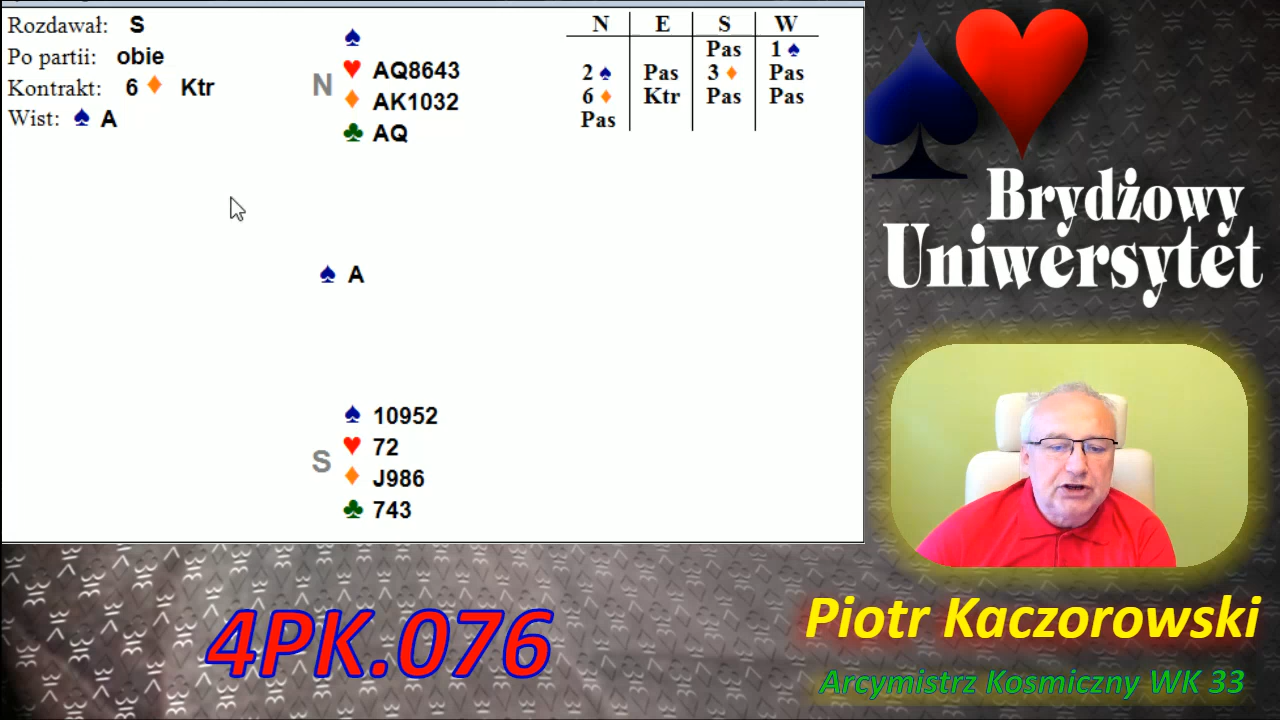 Rozdawał: S
Po partii: obie
Kontrakt: 6 ♦ Ktr
Wist: ♠ A
♠
N
♥ AQ8643
♦ AK1032
♣ AQ
N E S W
Pas 1 ♠
2 ♠ Pas 3 ♦ Pas
6 ♦ Ktr Pas Pas
Pas
♠ A
♠ 10952
♥ 72
S
♦ J986
♣ 743
Brydżowy
Uniwersytet
4PK.076
Piotr Kaczorowski
Arcymistrz Kosmiczny WK 33